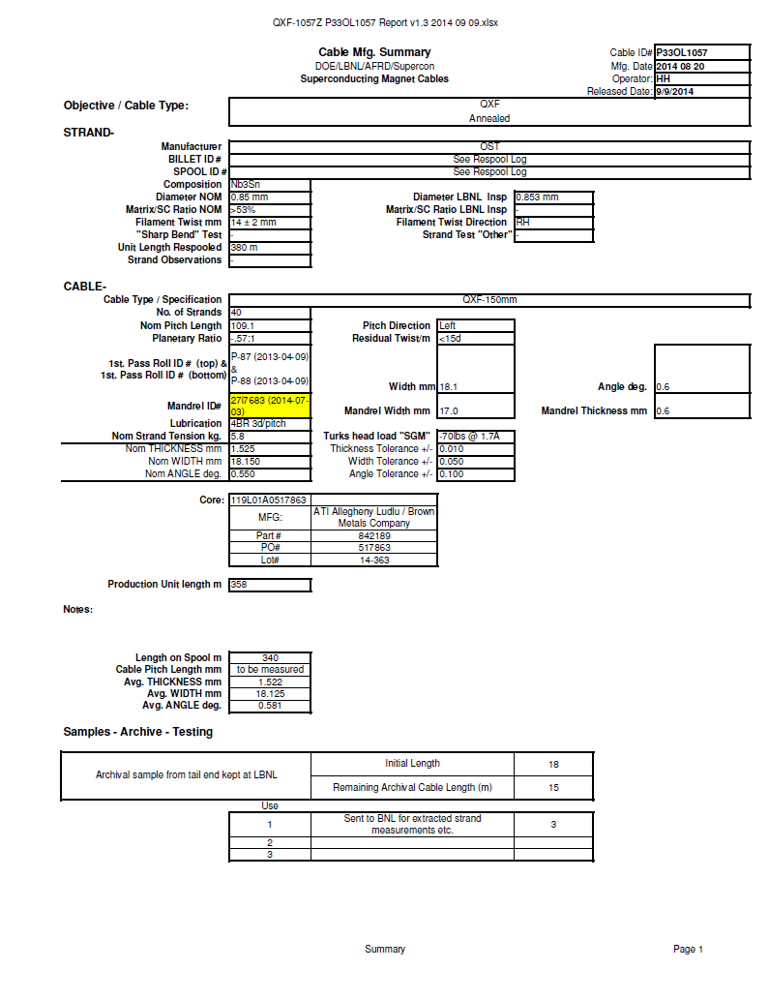 QXF-1057Z P33OL1057 Report v1.3 2014 09 09.xlsx
Cable Mfg. Summary
Cable ID# P33OL1057
DOE/LBNL/AFRD/Supercon
Mfg. Date 2014 08 20
Superconducting Magnet Cables
Operator: HH
Released Date: 9/9/2014
Objective / Cable Type:
QXF
Annealed
STRAND-
Manufacturer OST
BILLET ID # See Respool Log
SPOOL ID # See Respool Log
Composition Nb3Sn
Diameter NOM 0.85 mm Diameter LBNL Insp 0.853 mm
Matrix/SC Ratio NOM >53% Matrix/SC Ratio LBNL Insp -
Filament Twist mm 14 ± 2 mm Filament Twist Direction RH
"Sharp Bend" Test - Strand Test "Other" -
Unit Length Respooled 380 m
Strand Observations -
CABLE-
Cable Type / Specification QXF-150mm
No. of Strands 40
Nom Pitch Length 109.1 Pitch Direction Left
Planetary Ratio -.57:1 Residual Twist/m <15d
1st. Pass Roll ID # (top) &
1st. Pass Roll ID # (bottom)
P-87 (2013-04-09)
&
P-88 (2013-04-09)
Width mm 18.1 Angle deg. 0.6
Mandrel ID# 27i7683 (2014-07-
03)
Mandrel Width mm 17.0 Mandrel Thickness mm 0.6
Lubrication 4BR 3d/pitch
Nom Strand Tension kg. 5.8 Turks head load "SGM" -70lbs @ 1.7A
Nom THICKNESS mm 1.525 Thickness Tolerance +/- 0.010
Nom WIDTH mm 18.150 Width Tolerance +/- 0.050
Nom ANGLE deg. 0.550 Angle Tolerance +/- 0.100
Core: 119L01A0517863
MFG: ATI Allegheny Ludlu / Brown
Metals Company
Part # 842189
PO# 517863
Lot# 14-363
Production Unit length m 358
Notes:
Length on Spool m 340
Cable Pitch Length mm to be measured
Avg. THICKNESS mm 1.522
Avg. WIDTH mm 18.125
Avg. ANGLE deg. 0.581
Samples - Archive - Testing
Archival sample from tail end kept at LBNL
Initial Length 18
Remaining Archival Cable Length (m) 15
Use
1 Sent to BNL for extracted strand
measurements etc. 3
2
3
Summary Page 1